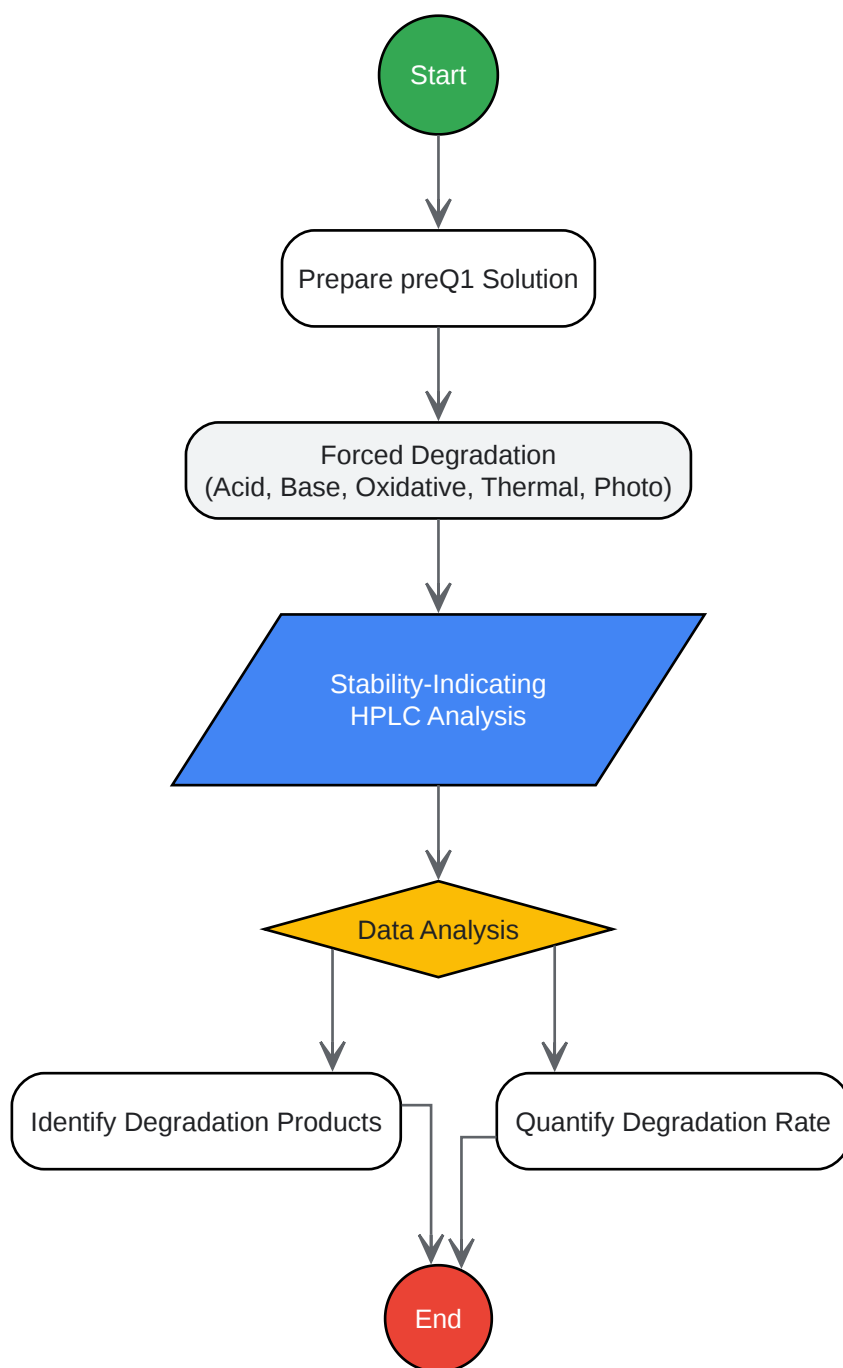 Start
Prepare preQ1 Solution
Forced Degradation
(Acid, Base, Oxidative, Thermal, Photo)
Stability-Indicating
HPLC Analysis
Data Analysis
Identify Degradation Products
Quantify Degradation Rate
End